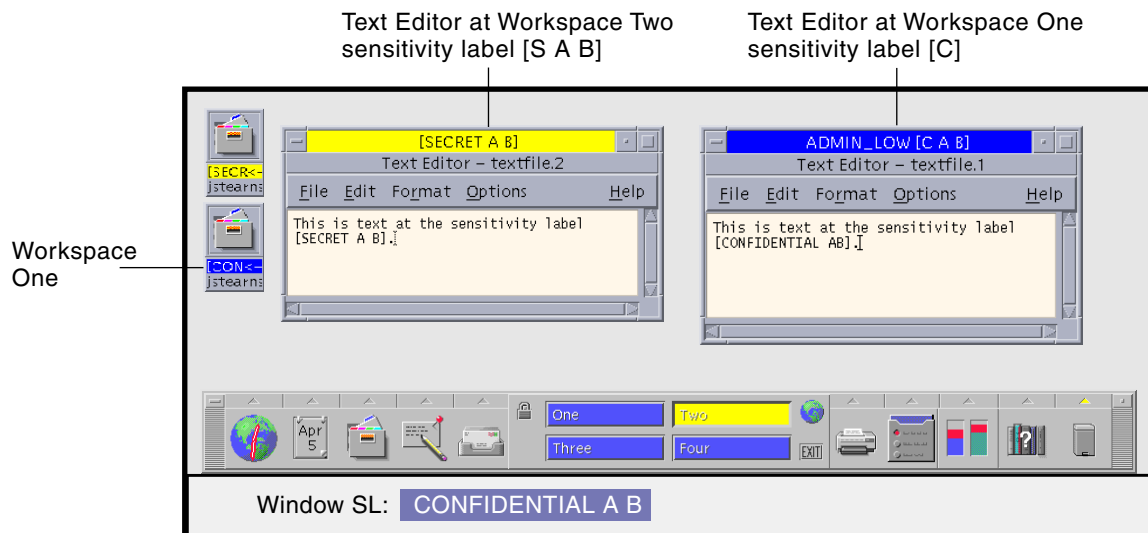 Text Editor at Workspace Two
sensitivity label [S A B]
Text Editor at Workspace One
sensitivity label [C]
[SECR<-
jstearns
[CON<-
jstearns
Workspace
One
[SECRET A B]
Text Editor – textfile.2
File Edit Format Options Help
This is text at the sensitivity label
[SECRET A B].
ADMIN_LOW [C A B]
Text Editor – textfile.1
File Edit Format Options Help
This is text at the sensitivity label
[CONFIDENTIAL AB].
Apr
5
One
Two
Three
Four
EXIT
?
Window SL: CONFIDENTIAL A B